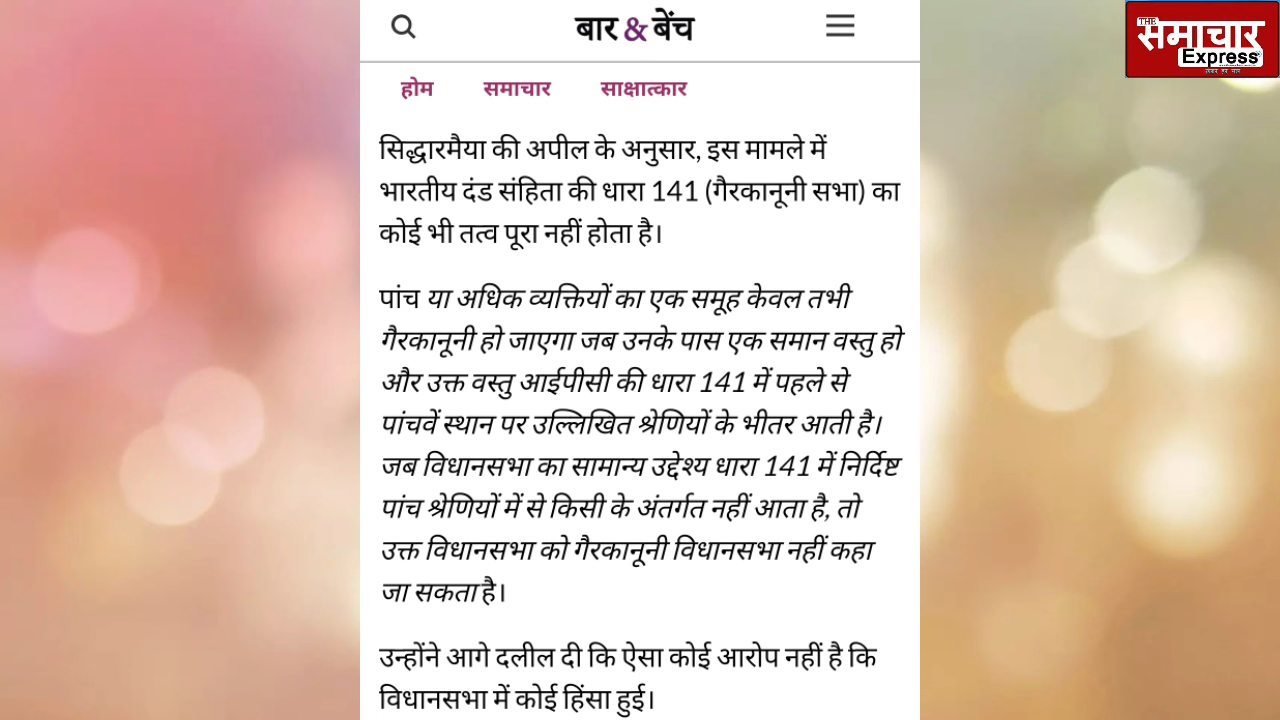 बार & बेंच
THE
समाचार
Express
होम समाचार साक्षात्कार
सिद्धारमैया की अपील के अनुसार, इस मामले में
भारतीय दंड संहिता की धारा 141 (गैरकानूनी सभा) का
कोई भी तत्व पूरा नहीं होता है।
पांच या अधिक व्यक्तियों का एक समूह केवल तभी
गैरकानूनी हो जाएगा जब उनके पास एक समान वस्तु हो
और उक्त वस्तु आईपीसी की धारा 141 में पहले से
पांचवें स्थान पर उल्लिखित श्रेणियों के भीतर आती है।
जब विधानसभा का सामान्य उद्देश्य धारा 141 में निर्दिष्ट
पांच श्रेणियों में से किसी के अंतर्गत नहीं आता है, तो
उक्त विधानसभा को गैरकानूनी विधानसभा नहीं कहा
जा सकता है।
उन्होंने आगे दलील दी कि ऐसा कोई आरोप नहीं है कि
विधानसभा में कोई हिंसा हुई।